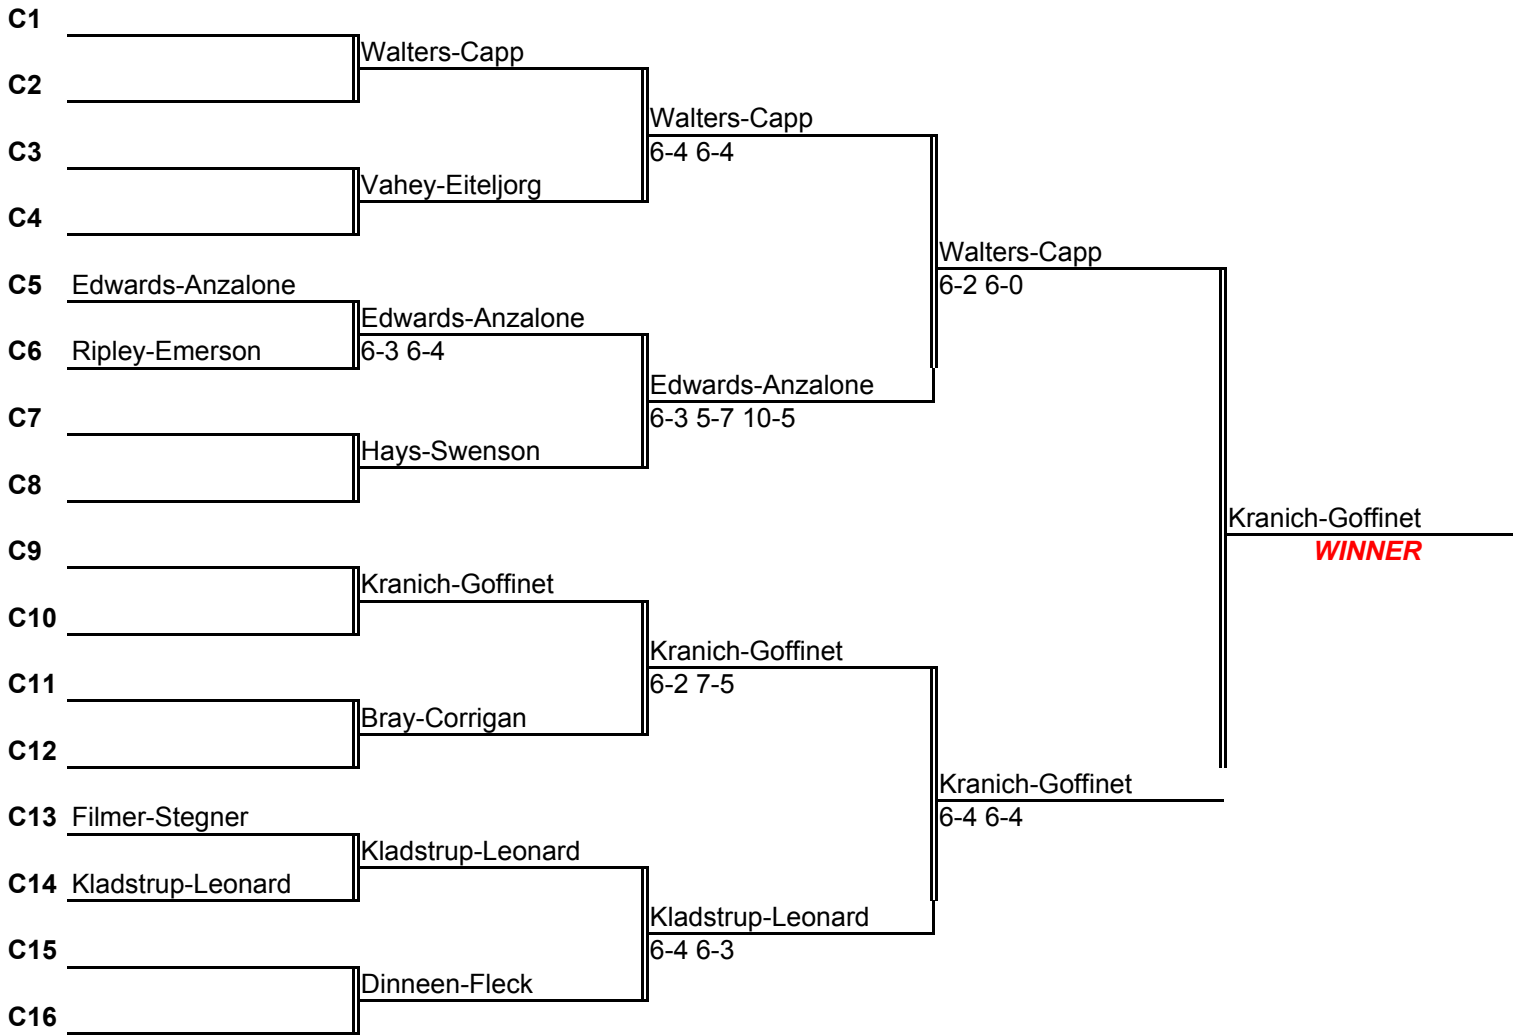 C1
Walters-Capp
C2
Walters-Capp
C3
6-4 6-4
Vahey-Eiteljorg
C4
Walters-Capp
C5 Edwards-Anzalone
6-2 6-0
Edwards-Anzalone
C6 Ripley-Emerson
6-3 6-4
Edwards-Anzalone
C7
6-3 5-7 10-5
Hays-Swenson
C8
Kranich-Goffinet
C9
WINNER
Kranich-Goffinet
C10
Kranich-Goffinet
C11
6-2 7-5
Bray-Corrigan
C12
Kranich-Goffinet
C13 Filmer-Stegner
6-4 6-4
Kladstrup-Leonard
C14 Kladstrup-Leonard
Kladstrup-Leonard
C15
6-4 6-3
Dinneen-Fleck
C16